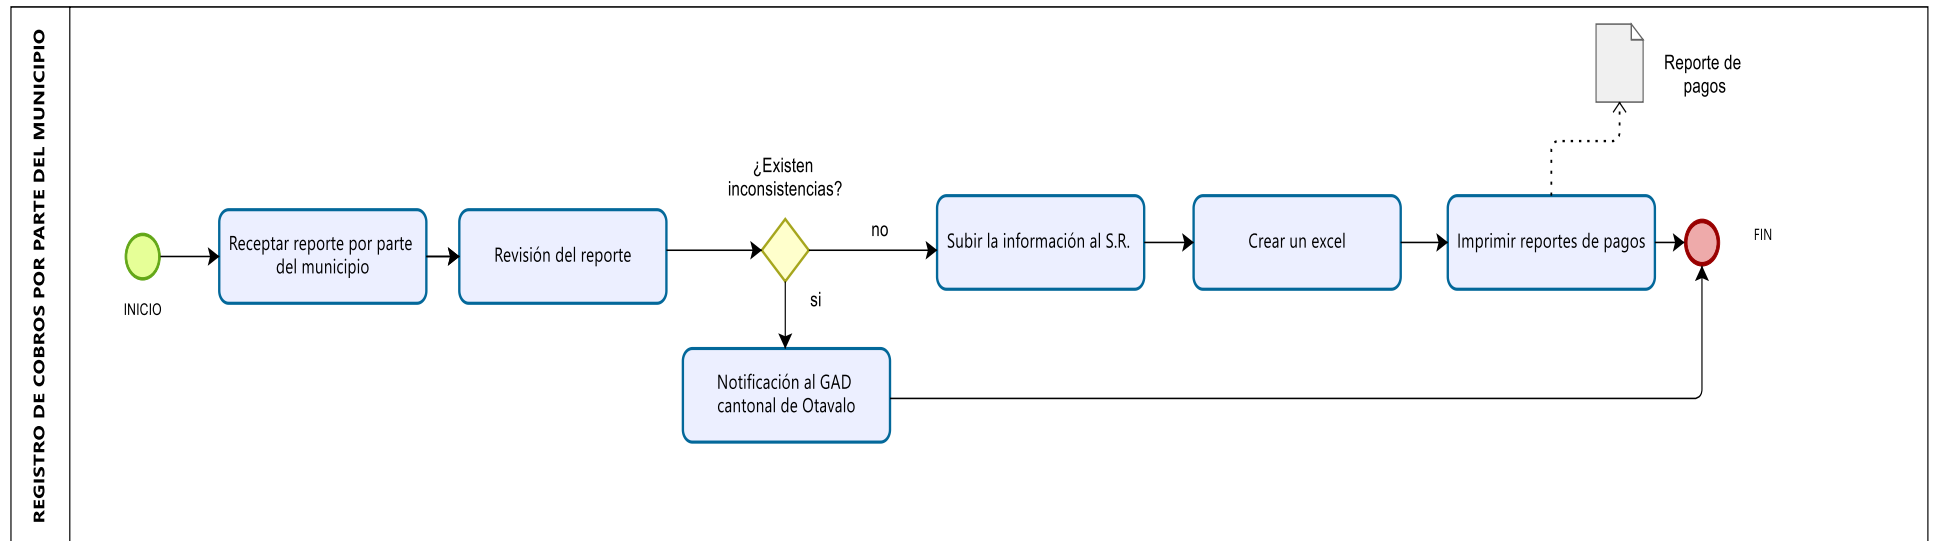 REGISTRO DE COBROS POR PARTE DEL MUNICIPIO
INICIO
Receptar reporte por parte
del municipio
Revisión del reporte
¿Existen
inconsistencias?
no
si
Notificación al GAD
cantonal de Otavalo
Subir la información al S.R.
Crear un excel
Imprimir reportes de pagos
Reporte de
pagos
FIN